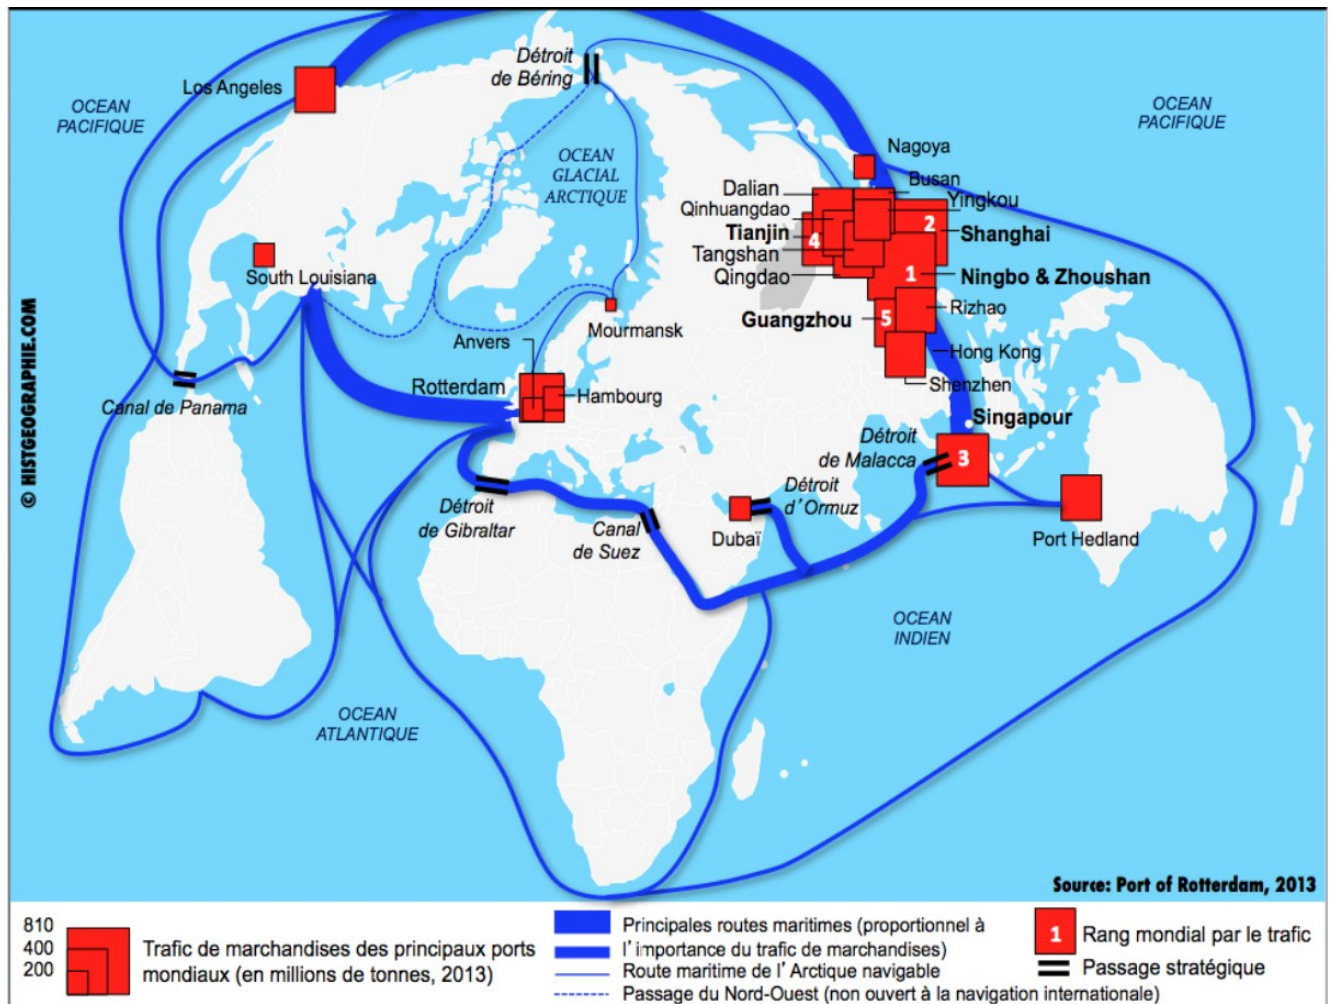 Los Angeles
Détroit
de Béring
OCEAN
PACIFIQUE
OCEAN
PACIFIQUE
OCEAN
GLACIAL
ARCTIQUE
Nagoya
Busan
Dalian
Yingkou
Qinhuangdao
2
Tianjin
4
Shanghai
Tangshan
Qingdao
1
Ningbo & Zhoushan
South Louisiana
Rizhao
Guangzhou
5
Mourmansk
Anvers
Hong Kong
Shenzhen
Rotterdam
Hambourg
Canal de Panama
Singapour
Détroit
de Malacca
3
Détroit
d'Ormuz
Détroit
de Gibraltar
Canal
de Suez
Dubaï
Port Hedland
OCEAN
INDIEN
OCEAN
ATLANTIQUE
© HISTGEOGRAPHIE.COM
Source: Port of Rotterdam, 2013
810
400
200
Trafic de marchandises des principaux ports
mondiaux (en millions de tonnes, 2013)
Principales routes maritimes (proportionnel à
l'importance du trafic de marchandises)
Route maritime de l'Arctique navigable
Passage du Nord-Ouest (non ouvert à la navigation internationale)
1 Rang mondial par le trafic
Passage stratégique